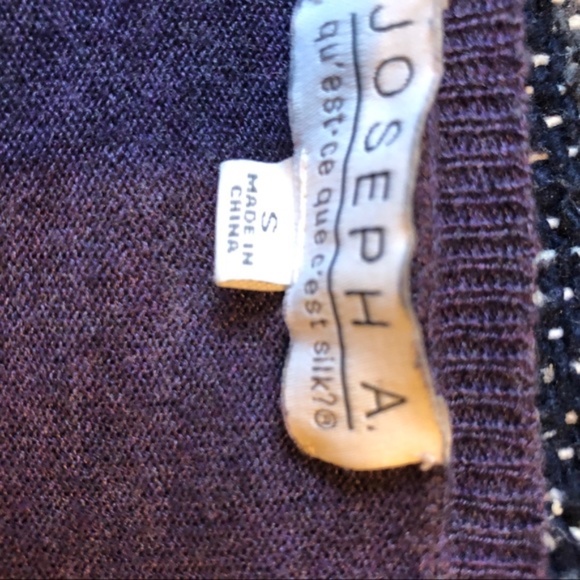 JOSEPH A.
qu'est-ce que c'est silk?®
S
MADE IN
CHINA